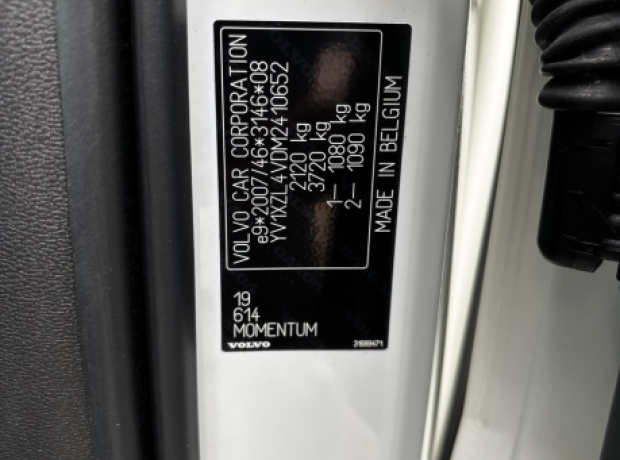 VOLVO CAR CORPORATION
e9*2007/46*3146*08
YV1XZL4VDM2410652
2120 kg
3720 kg
1– 1080 kg
2– 1090 kg
MADE IN BELGIUM
19
614
MOMENTUM
VOLVO
31689471